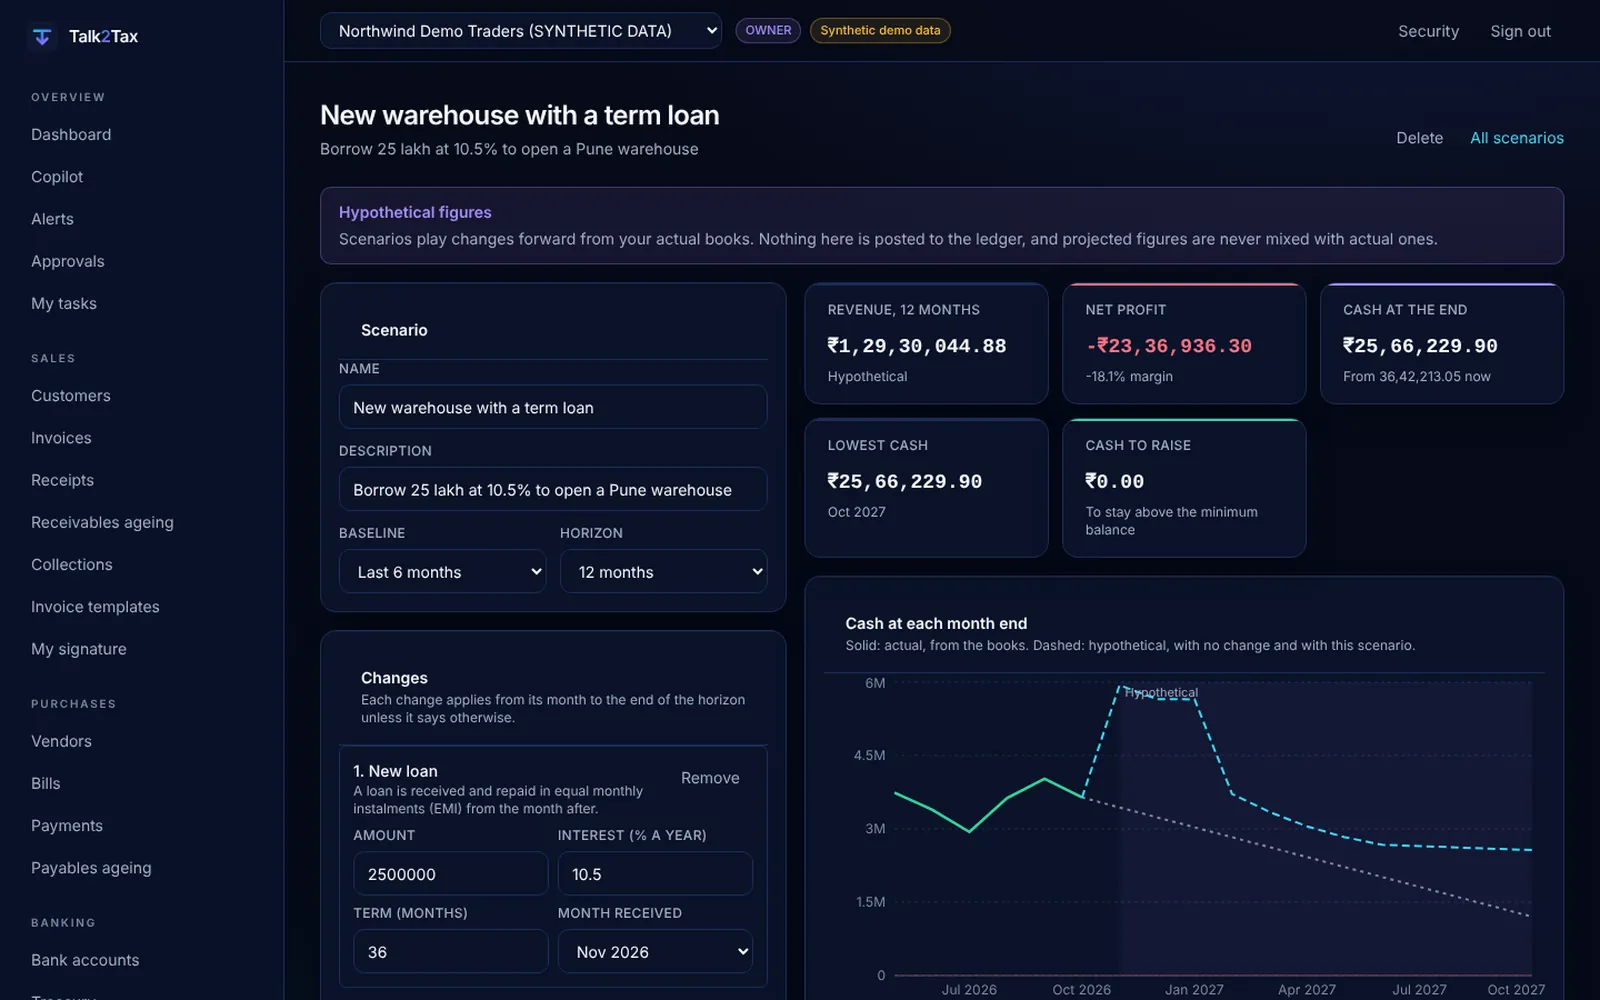 Talk2Tax
Northwind Demo Traders (SYNTHETIC DATA)
OWNER
Synthetic demo data
Security
Sign out
OVERVIEW
Dashboard
Copilot
Alerts
Approvals
My tasks
SALES
Customers
Invoices
Receipts
Receivables ageing
Collections
Invoice templates
My signature
PURCHASES
Vendors
Bills
Payments
Payables ageing
BANKING
Bank accounts
Treasury
New warehouse with a term loan
Borrow 25 lakh at 10.5% to open a Pune warehouse
Delete
All scenarios
Hypothetical figures
Scenarios play changes forward from your actual books. Nothing here is posted to the ledger, and projected figures are never mixed with actual ones.
Scenario
NAME
New warehouse with a term loan
DESCRIPTION
Borrow 25 lakh at 10.5% to open a Pune warehouse
BASELINE
HORIZON
Last 6 months
12 months
Changes
Each change applies from its month to the end of the horizon
unless it says otherwise.
1. New loan
Remove
A loan is received and repaid in equal monthly
instalments (EMI) from the month after.
AMOUNT
INTEREST (% A YEAR)
2500000
10.5
TERM (MONTHS)
MONTH RECEIVED
36
Nov 2026
REVENUE, 12 MONTHS
₹1,29,30,044.88
Hypothetical
NET PROFIT
-₹23,36,936.30
-18.1% margin
CASH AT THE END
₹25,66,229.90
From 36,42,213.05 now
LOWEST CASH
₹25,66,229.90
Oct 2027
CASH TO RAISE
₹0.00
To stay above the minimum
balance
Cash at each month end
Solid: actual, from the books. Dashed: hypothetical, with no change and with this scenario.
6M
Hypothetical
4.5M
3M
1.5M
0
Jul 2026
Oct 2026
Jan 2027
Apr 2027
Jul 2027
Oct 2027